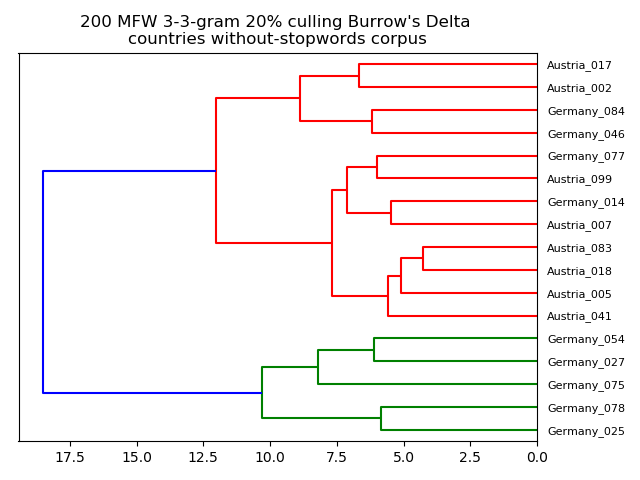 200 MFW 3-3-gram 20% culling Burrow's Delta
countries without-stopwords corpus
Austria_017
Austria_002
Germany_084
Germany_046
Germany_077
Austria_099
Germany_014
Austria_007
Austria_083
Austria_018
Austria_005
Austria_041
Germany_054
Germany_027
Germany_075
Germany_078
Germany_025
17.5 15.0 12.5 10.0 7.5 5.0 2.5 0.0